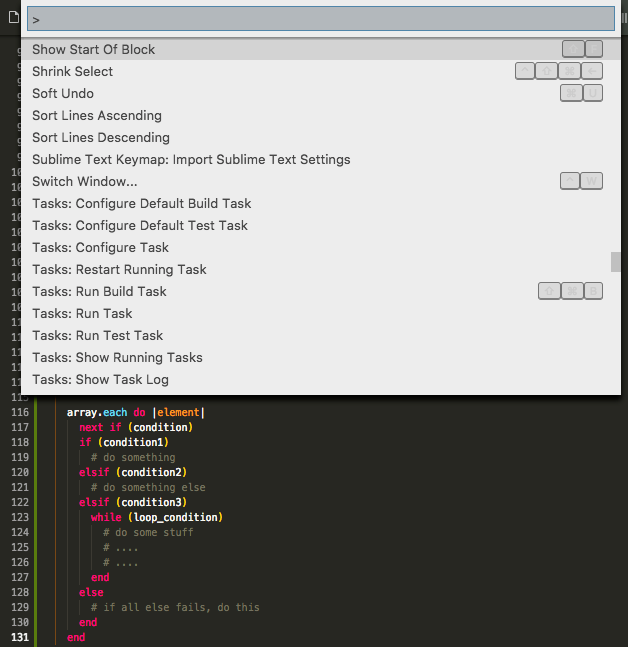 >
Show Start Of Block
Shrink Select ^ ⇧ ⌘ ←
Soft Undo ⌘ U
Sort Lines Ascending
Sort Lines Descending
Sublime Text Keymap: Import Sublime Text Settings
Switch Window... ^ W
Tasks: Configure Default Build Task
Tasks: Configure Default Test Task
Tasks: Configure Task
Tasks: Restart Running Task
Tasks: Run Build Task ⇧ ⌘ B
Tasks: Run Task
Tasks: Run Test Task
Tasks: Show Running Tasks
Tasks: Show Task Log
116 array.each do |element|
117 next if (condition)
118 if (condition1)
119 # do something
120 elsif (condition2)
121 # do something else
122 elsif (condition3)
123 while (loop_condition)
124 # do some stuff
125 # ....
126 # ....
127 end
128 else
129 # if all else fails, do this
130 end
131 end